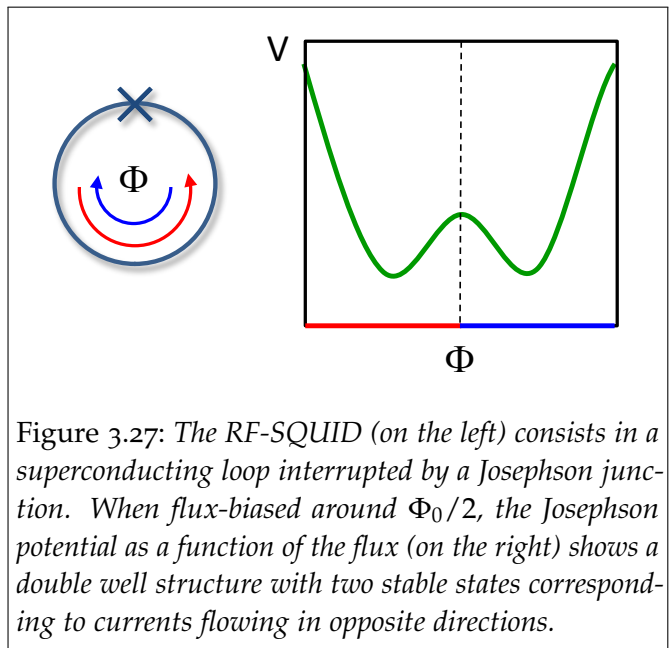 V
Φ
Φ
Figure 3.27: The RF-SQUID (on the left) consists in a
superconducting loop interrupted by a Josephson junc-
tion. When flux-biased around Φ₀/2, the Josephson
potential as a function of the flux (on the right) shows a
double well structure with two stable states correspond-
ing to currents flowing in opposite directions.